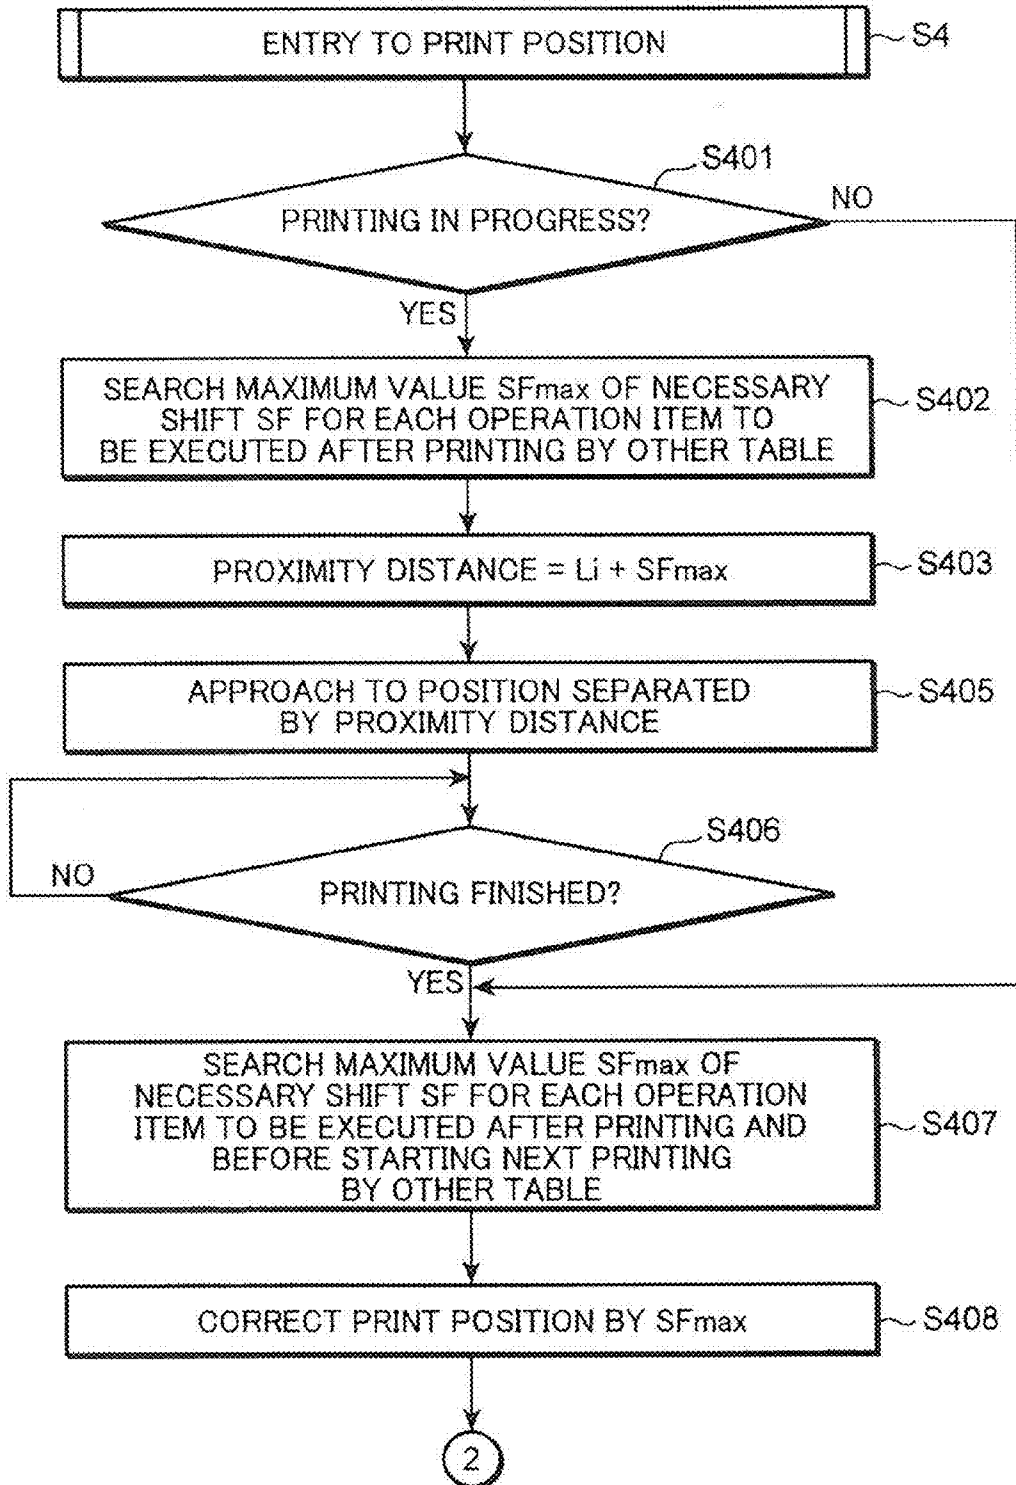 ENTRY TO PRINT POSITION
S4
S401
PRINTING IN PROGRESS?
NO
YES
SEARCH MAXIMUM VALUE SFmax OF NECESSARY
SHIFT SF FOR EACH OPERATION ITEM TO
BE EXECUTED AFTER PRINTING BY OTHER TABLE
S402
PROXIMITY DISTANCE = Li + SFmax
S403
APPROACH TO POSITION SEPARATED
BY PROXIMITY DISTANCE
S405
S406
NO
PRINTING FINISHED?
YES
SEARCH MAXIMUM VALUE SFmax OF
NECESSARY SHIFT SF FOR EACH OPERATION
ITEM TO BE EXECUTED AFTER PRINTING AND
BEFORE STARTING NEXT PRINTING
BY OTHER TABLE
S407
CORRECT PRINT POSITION BY SFmax
S408
2